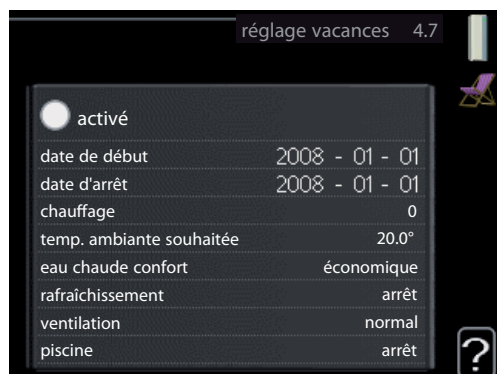 réglage vacances 4.7
activé
date de début 2008 - 01 - 01
date d'arrêt 2008 - 01 - 01
chauffage 0
temp. ambiante souhaitée 20.0°
eau chaude confort économique
rafraîchissement arrêt
ventilation normal
piscine arrêt
?